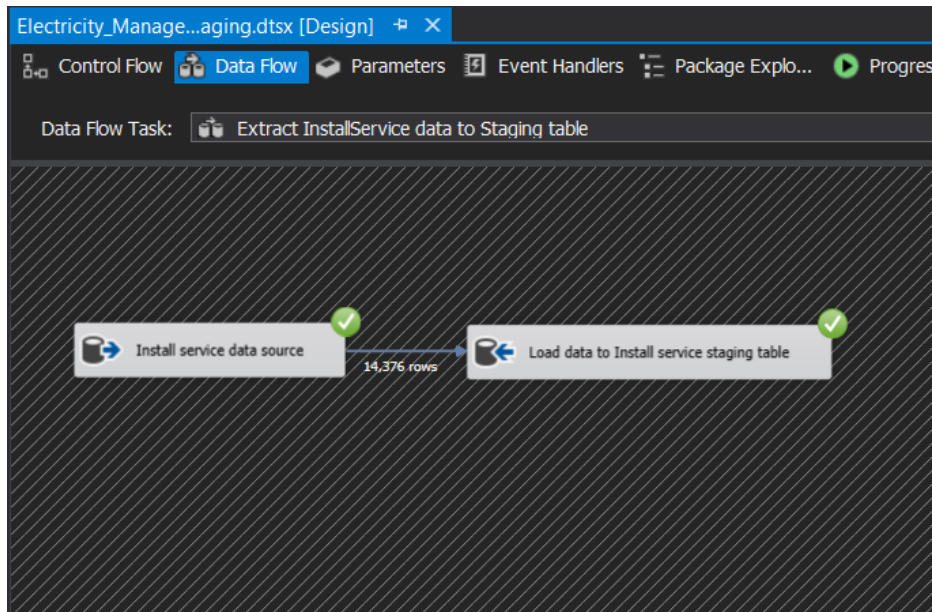 Electricity_Manage...aging.dtsx [Design]
Control Flow Data Flow Parameters Event Handlers Package Explo... Progres
Data Flow Task: Extract InstallService data to Staging table
Install service data source
14,376 rows
Load data to Install service staging table